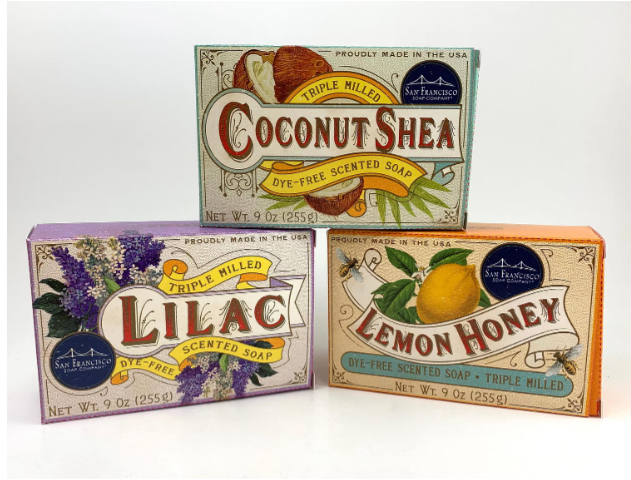 PROUDLY MADE IN THE USA
TRIPLE MILLED
SAN FRANCISCO
SOAP COMPANY
COCONUT SHEA
DYE-FREE SCENTED SOAP
NET WT. 9 OZ (255g)
PROUDLY MADE IN THE USA
TRIPLE MILLED
LILAC
SCENTED SOAP
DYE-FREE
SAN FRANCISCO
SOAP COMPANY
NET WT. 9 OZ (255g)
PROUDLY MADE IN THE USA
SAN FRANCISCO
SOAP COMPANY
LEMON HONEY
DYE-FREE SCENTED SOAP • TRIPLE MILLED
NET WT. 9 OZ (255g)